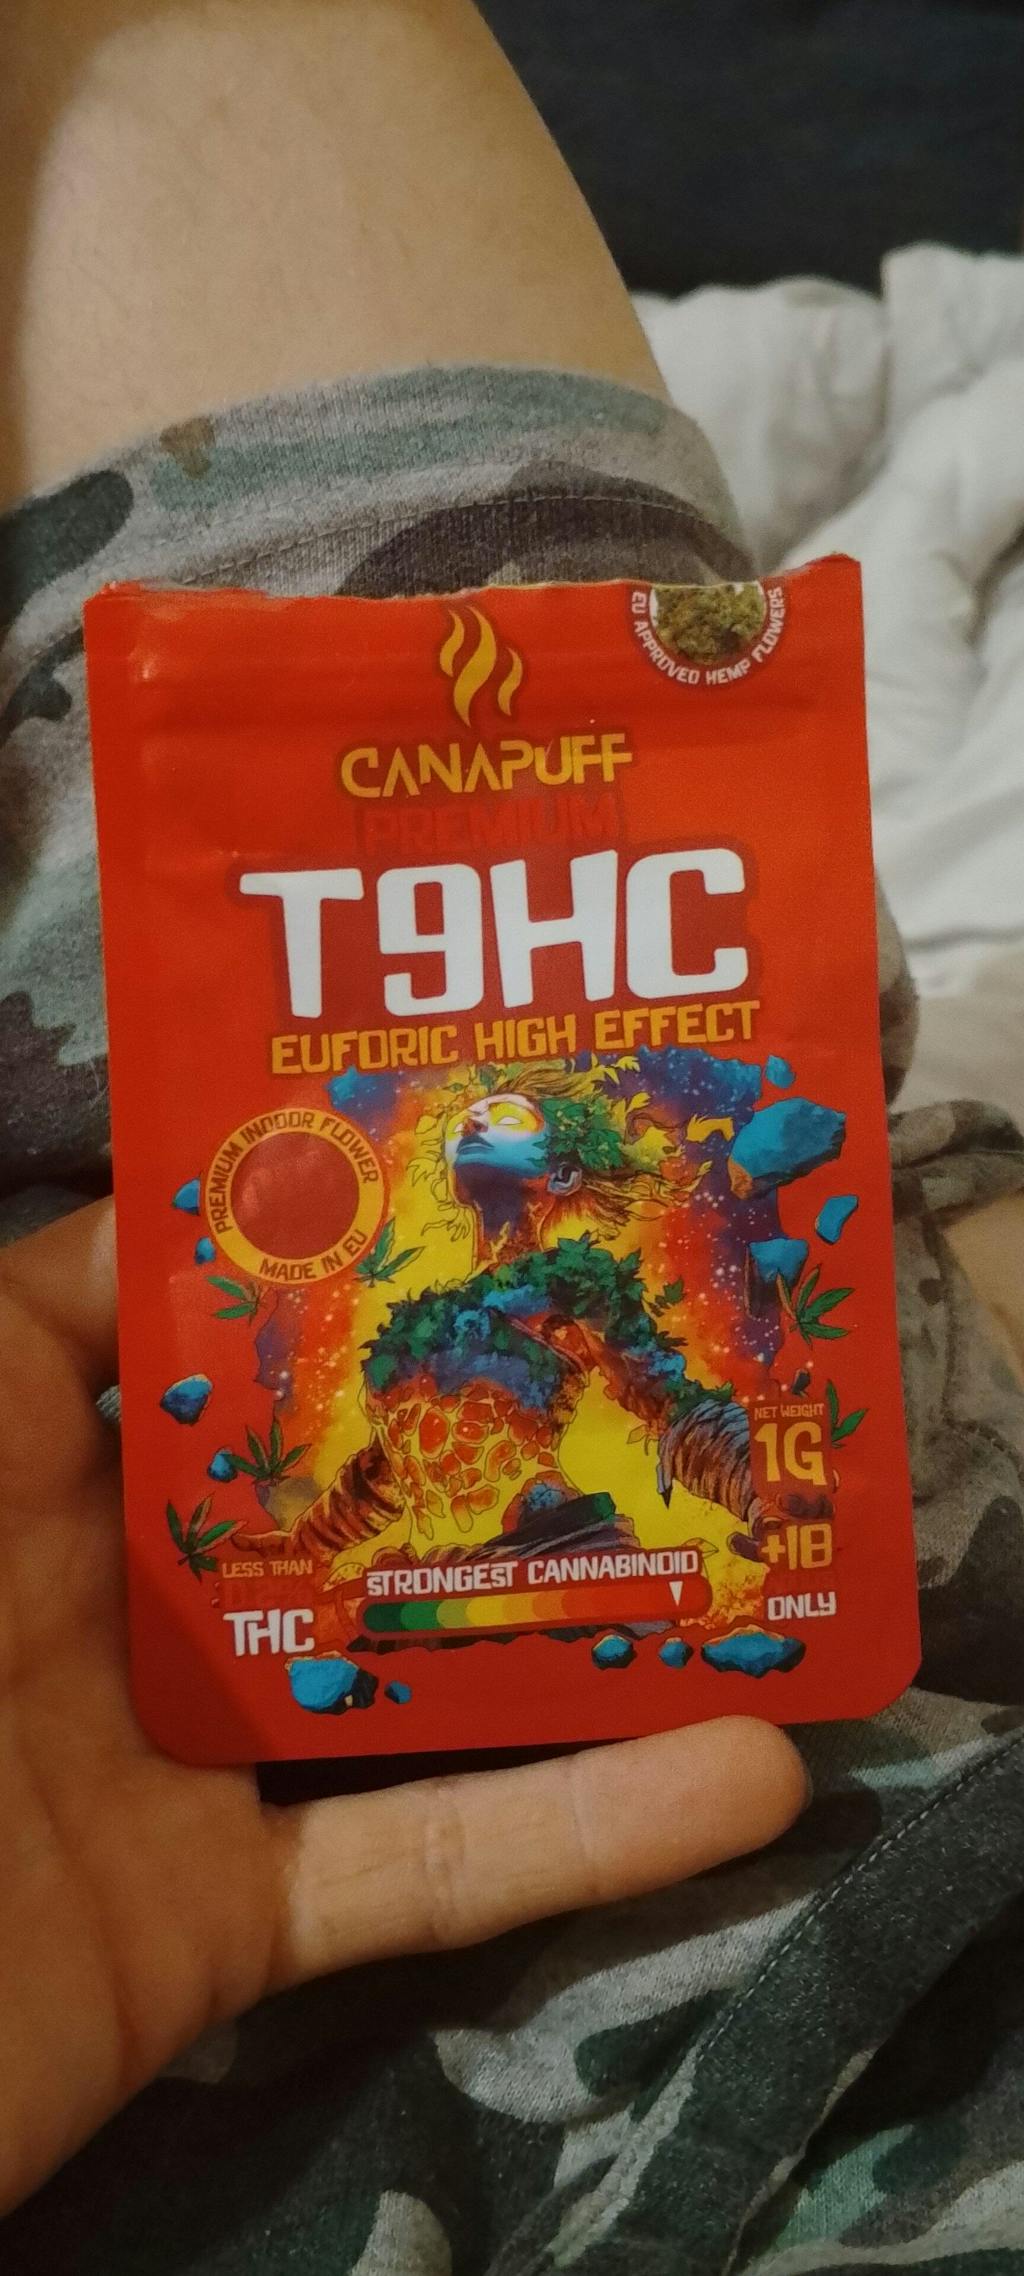 EU APPROVED HEMP FLOWERS
CANAPUFF
PREMIUM
T9HC
EUFORIC HIGH EFFECT
PREMIUM INDOOR FLOWER
MADE IN EU
NET WEIGHT
1G
+18
ONLY
LESS THAN
THC
STRONGEST CANNABINOID